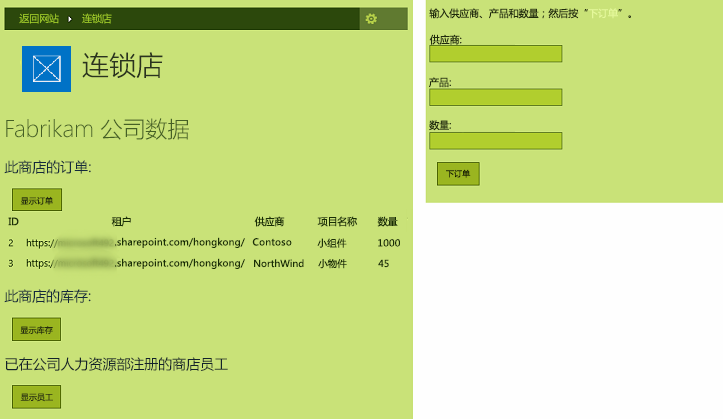 返回网站 连锁店
连锁店
Fabrikam 公司数据
此商店的订单:
显示订单
ID 租户 供应商 项目名称 数量
2 https:// .sharepoint.com/hongkong/ Contoso 小组件 1000
3 https:// .sharepoint.com/hongkong/ NorthWind 小物件 45
此商店的库存:
显示库存
已在公司人力资源部注册的商店员工
显示员工
输入供应商、产品和数量；然后按“下订单”。
供应商:
产品:
数量:
下订单